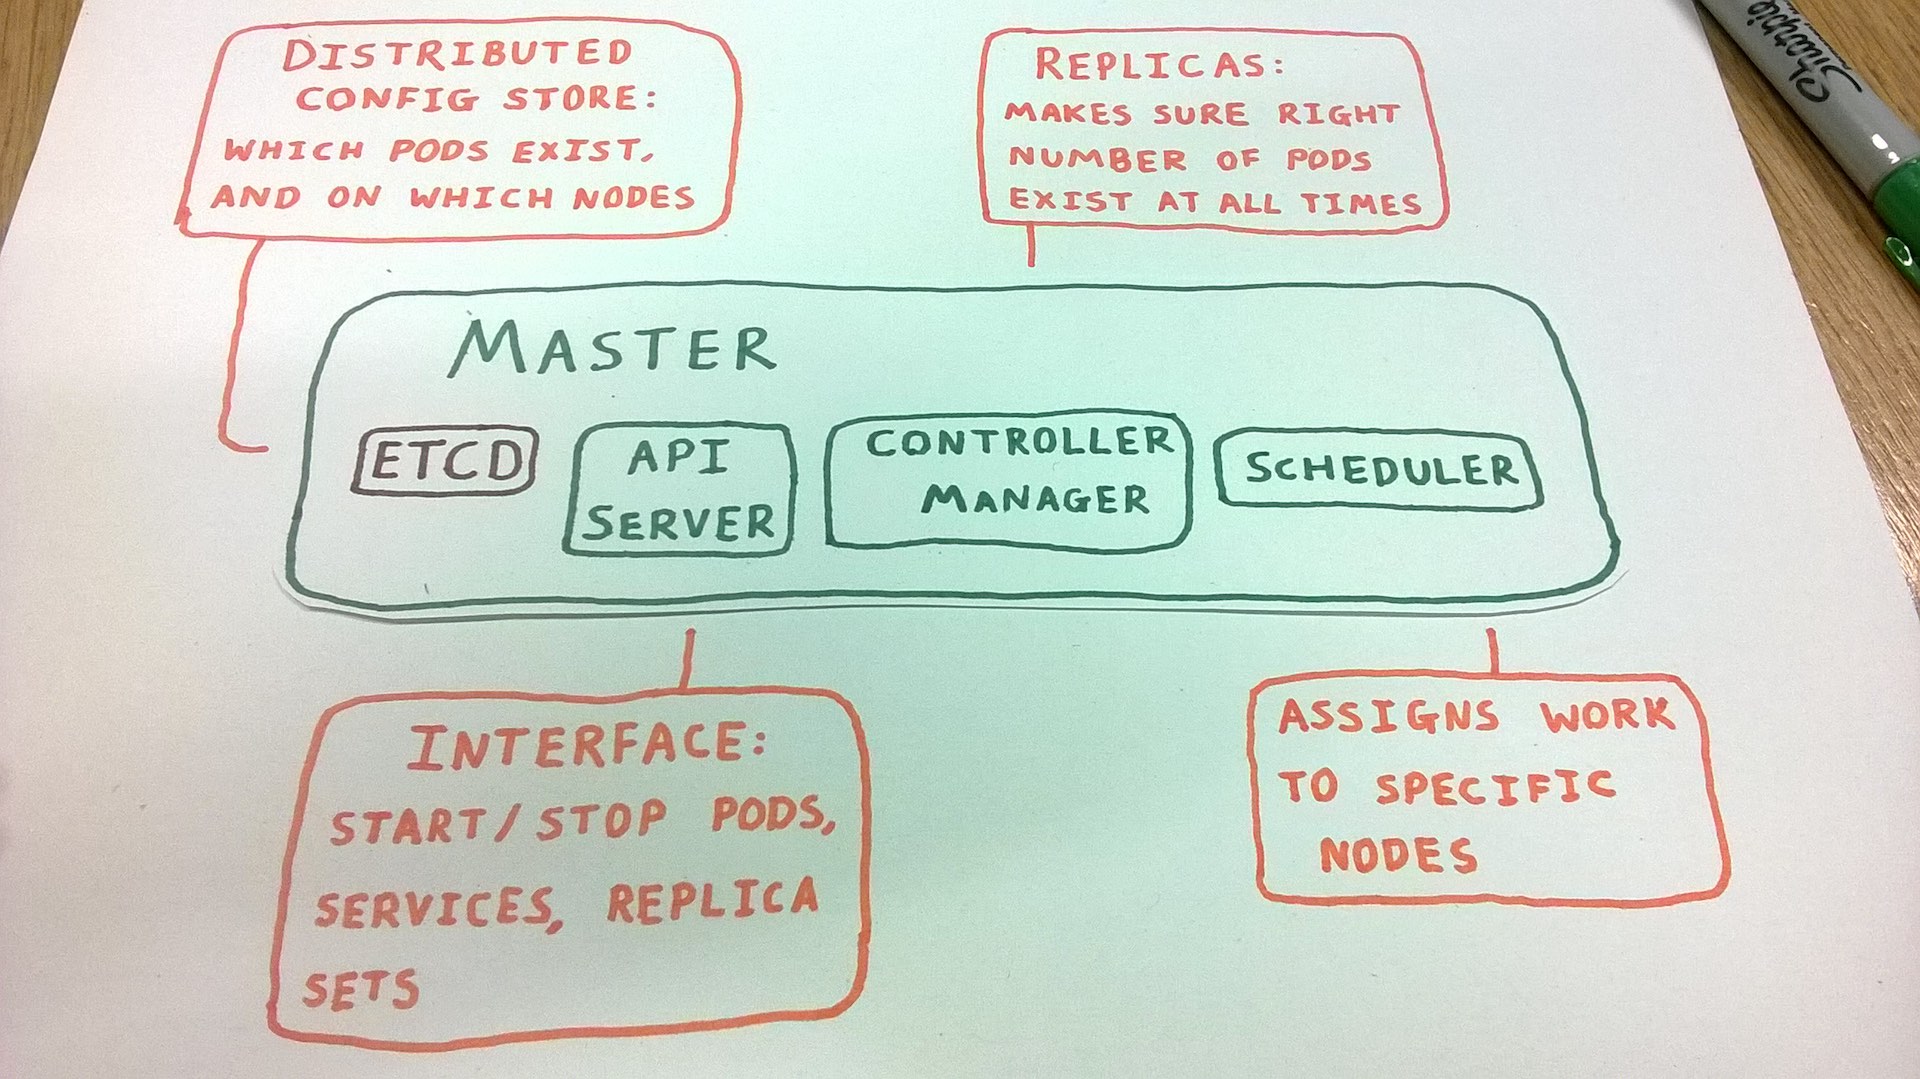 DISTRIBUTED
CONFIG STORE:
WHICH PODS EXIST,
AND ON WHICH NODES
REPLICAS:
MAKES SURE RIGHT
NUMBER OF PODS
EXIST AT ALL TIMES
Sharpie
MASTER
ETCD
API
SERVER
CONTROLLER
MANAGER
SCHEDULER
INTERFACE:
START/STOP PODS,
SERVICES, REPLICA
SETS
ASSIGNS WORK
TO SPECIFIC
NODES